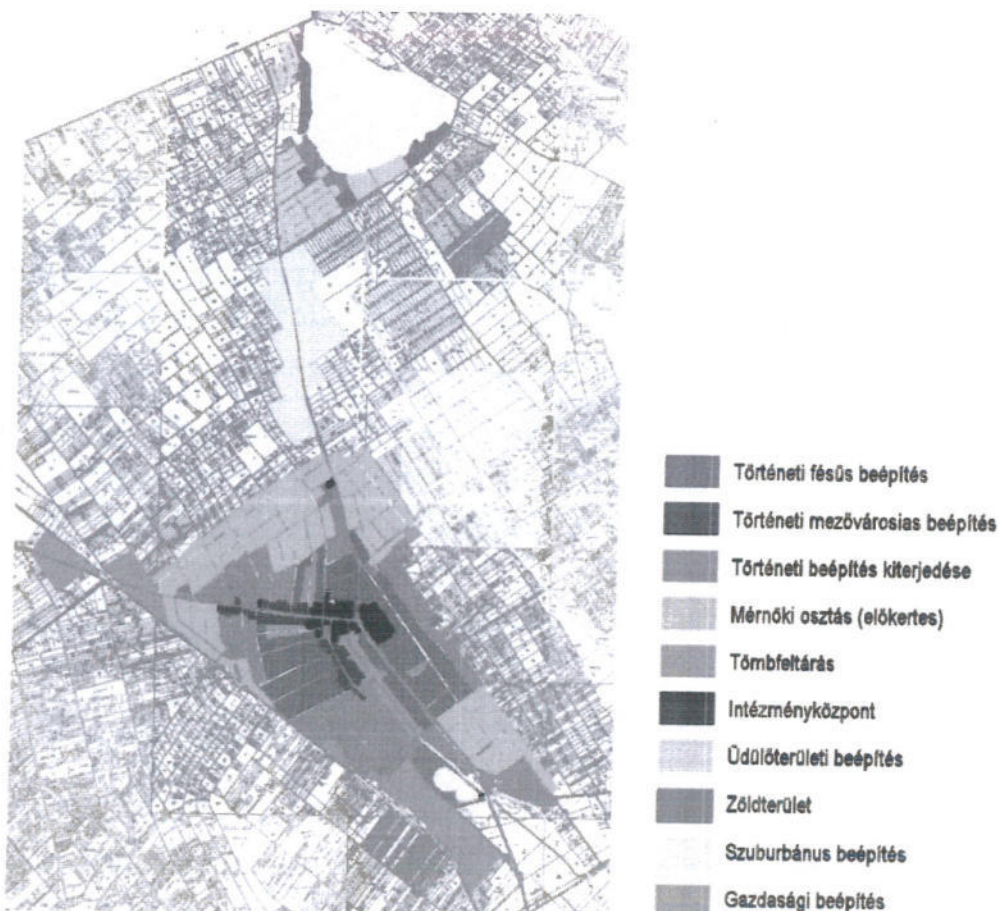 Történeti fésűs beépítés
Történeti mezővárosias beépítés
Történeti beépítés kiterjedése
Mérnöki osztás (előkertes)
Tömbfeltárás
Intézményközpont
Üdülőterületi beépítés
Zöldterület
Szuburbánus beépítés
Gazdasági beépítés